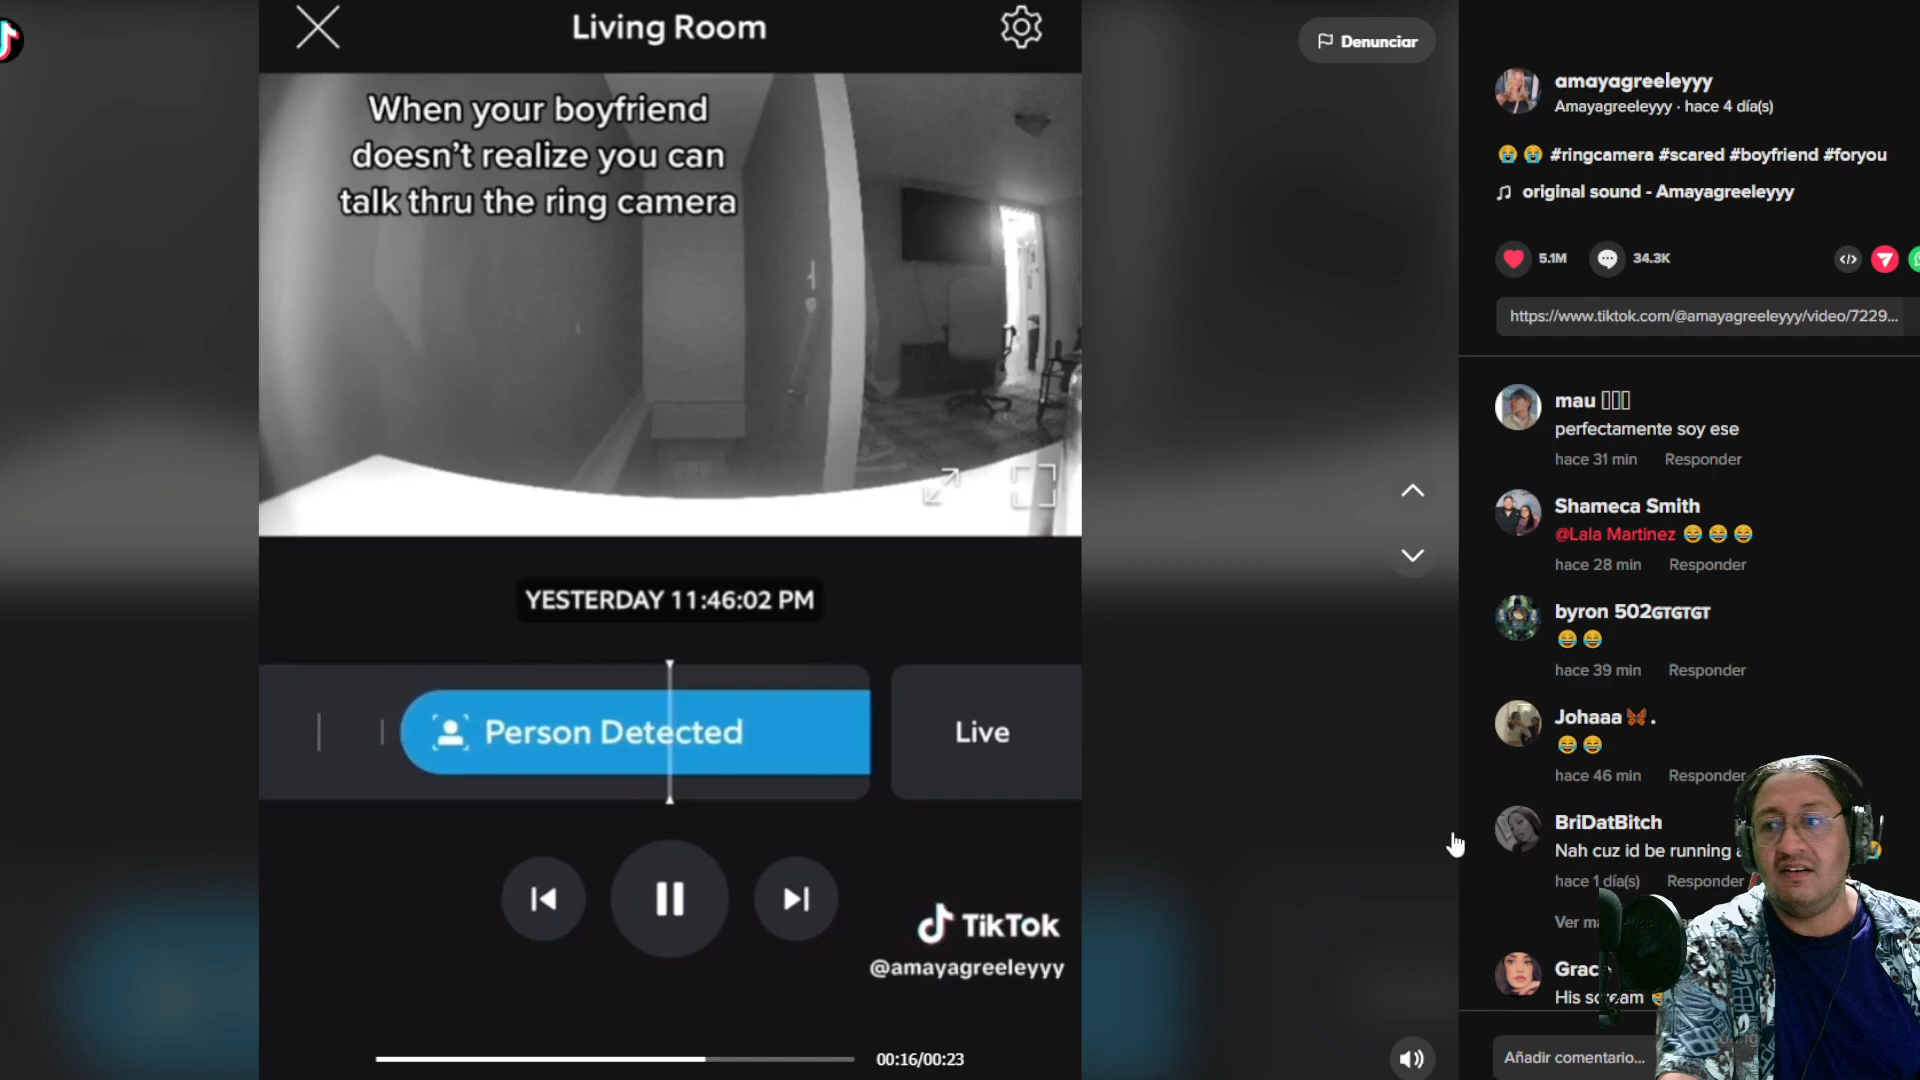 Living Room
When your boyfriend
doesn't realize you can
talk thru the ring camera
YESTERDAY 11:46:02 PM
Person Detected
Live
TikTok
@amayagreeleyyy
00:16/00:23
Denunciar
amayagreeleyyy
Amayagreeleyyy · hace 4 día(s)
😭 😭 #ringcamera #scared #boyfriend #foryou
original sound - Amayagreeleyyy
5.1M
34.3K
https://www.tiktok.com/@amayagreeleyyy/video/7229...
mau
perfectamente soy ese
hace 31 min Responder
Shameca Smith
@Lala Martinez 😂 😂 😂
hace 28 min Responder
byron 502GTGTGT
😂 😂
hace 39 min Responder
Johaaa 🦋 .
😂 😂
hace 46 min Responder
BriDatBitch
Nah cuz id be running
hace 1 día(s) Responder
Ver
Grac
His scream
Añadir comentario...